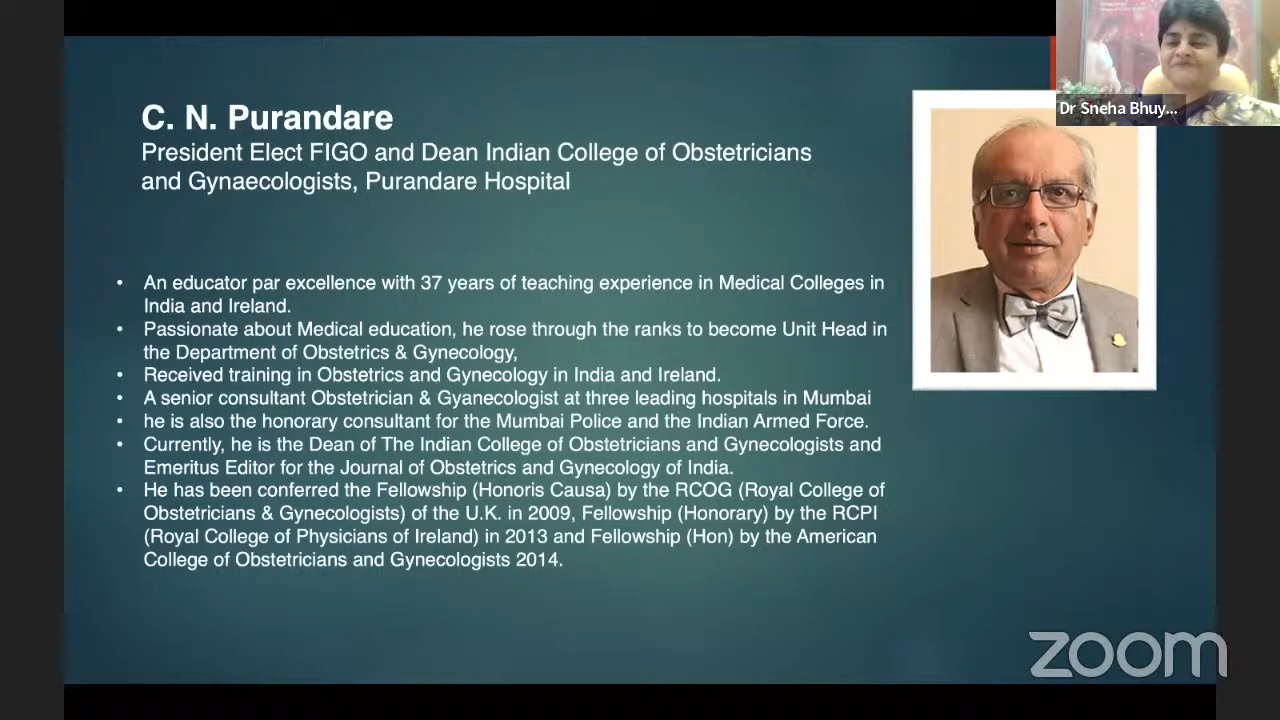 Dr Sneha Bhuy...
C. N. Purandare
President Elect FIGO and Dean Indian College of Obstetricians
and Gynaecologists, Purandare Hospital
• An educator par excellence with 37 years of teaching experience in Medical Colleges in
India and Ireland.
• Passionate about Medical education, he rose through the ranks to become Unit Head in
the Department of Obstetrics & Gynecology,
• Received training in Obstetrics and Gynecology in India and Ireland.
• A senior consultant Obstetrician & Gyanecologist at three leading hospitals in Mumbai
• he is also the honorary consultant for the Mumbai Police and the Indian Armed Force.
• Currently, he is the Dean of The Indian College of Obstetricians and Gynecologists and
Emeritus Editor for the Journal of Obstetrics and Gynecology of India.
• He has been conferred the Fellowship (Honoris Causa) by the RCOG (Royal College of
Obstetricians & Gynecologists) of the U.K. in 2009, Fellowship (Honorary) by the RCPI
(Royal College of Physicians of Ireland) in 2013 and Fellowship (Hon) by the American
College of Obstetricians and Gynecologists 2014.
zoom